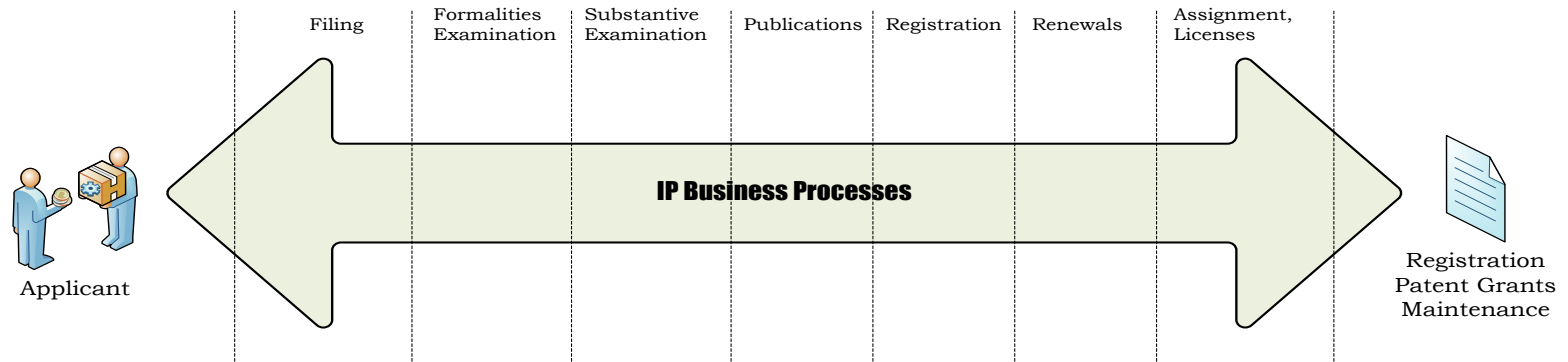 Filing
Formalities
Examination
Substantive
Examination
Publications
Registration
Renewals
Assignment,
Licenses
IP Business Processes
Applicant
Registration
Patent Grants
Maintenance